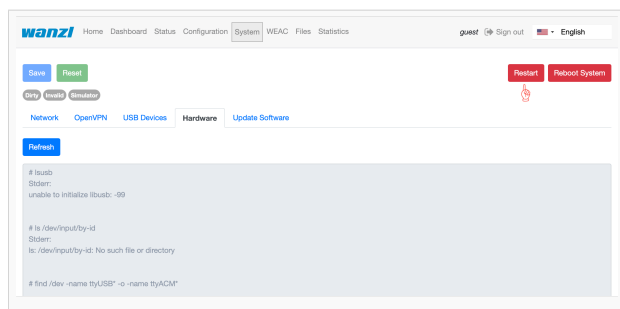 wanzl Home Dashboard Status Configuration System WEAC Files Statistics guest Sign out English
Save Reset Restart Reboot System
Dirty Invalid Simulator
Network OpenVPN USB Devices Hardware Update Software
Refresh
# lsusb
Stderr:
unable to initialize libusb: -99
# ls /dev/input/by-id
Stderr:
ls: /dev/input/by-id: No such file or directory
# find /dev -name ttyUSB* -o -name ttyACM*